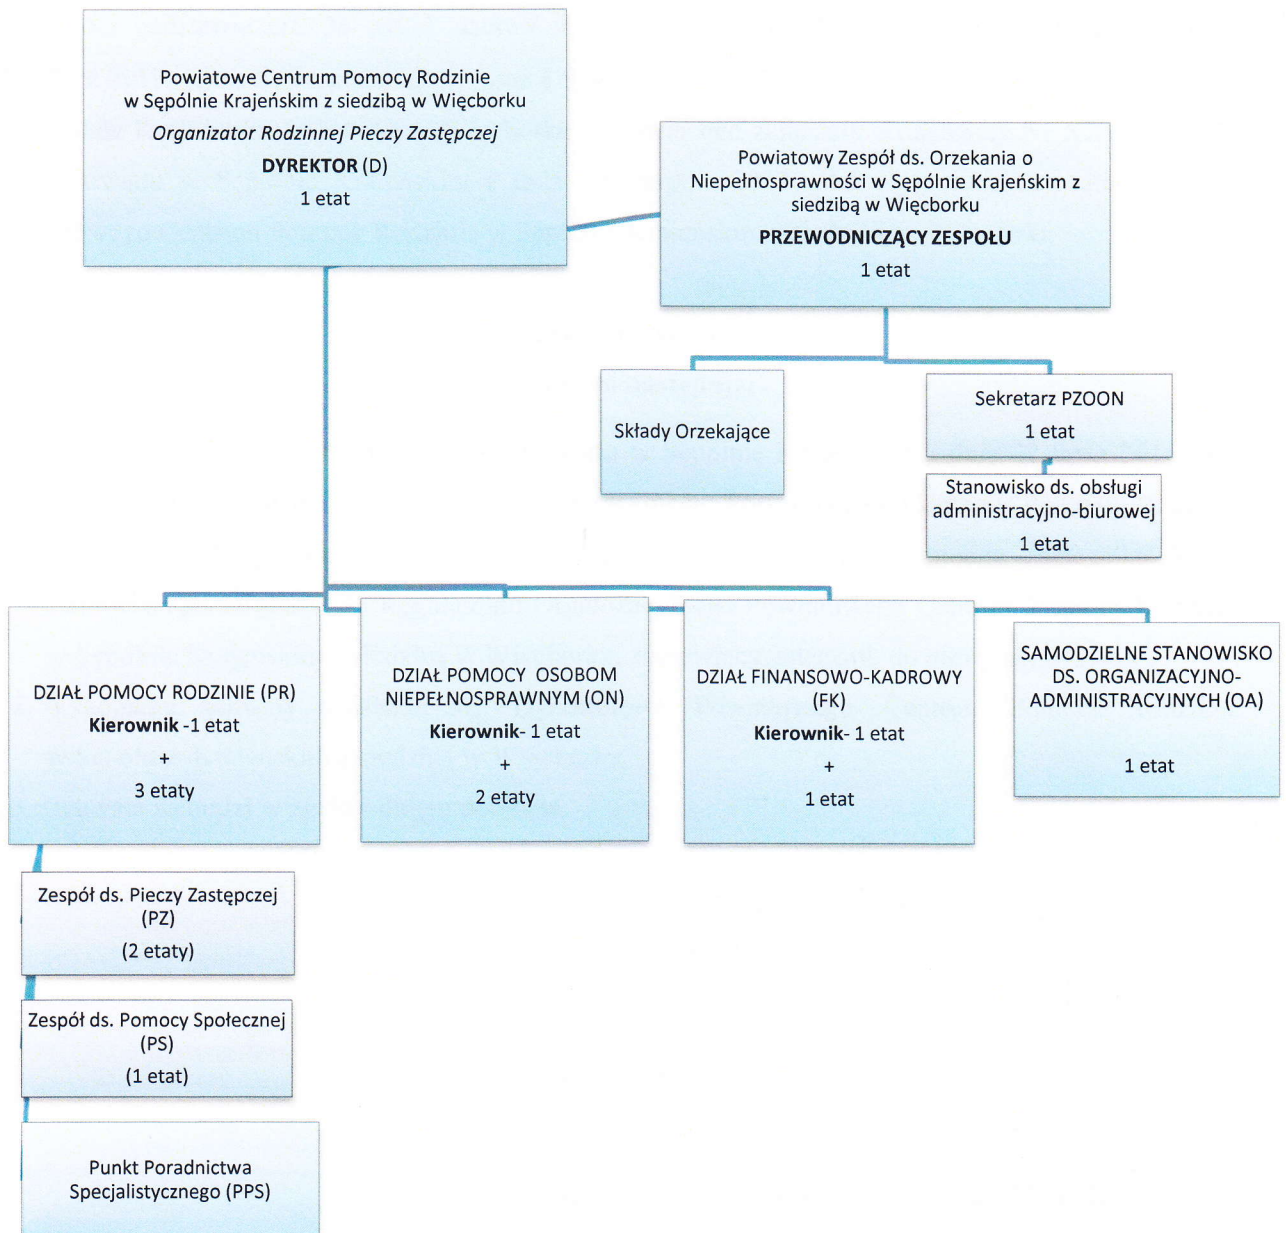 Powiatowe Centrum Pomocy Rodzinie
w Sępólnie Krajeńskim z siedzibą w Więcborku
Organizator Rodzinnej Pieczy Zastępczej
DYREKTOR (D)
1 etat
Powiatowy Zespół ds. Orzekania o
Niepełnosprawności w Sępólnie Krajeńskim z
siedzibą w Więcborku
PRZEWODNICZĄCY ZESPOŁU
1 etat
Składy Orzekające
Sekretarz PZOON
1 etat
Stanowisko ds. obsługi
administracyjno-biurowej
1 etat
DZIAŁ POMOCY RODZINIE (PR)
Kierownik -1 etat
+
3 etaty
DZIAŁ POMOCY OSOBOM
NIEPEŁNOSPRAWNYM (ON)
Kierownik- 1 etat
+
2 etaty
DZIAŁ FINANSOWO-KADROWY
(FK)
Kierownik- 1 etat
+
1 etat
SAMODZIELNE STANOWISKO
DS. ORGANIZACYJNO-
ADMINISTRACYJNYCH (OA)
1 etat
Zespół ds. Pieczy Zastępczej
(PZ)
(2 etaty)
Zespół ds. Pomocy Społecznej
(PS)
(1 etat)
Punkt Poradnictwa
Specjalistycznego (PPS)